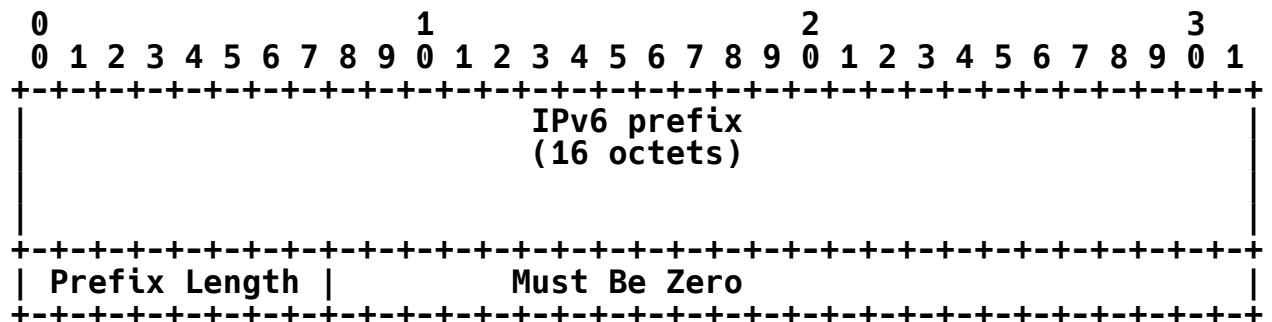 0                   1                   2                   3
 0 1 2 3 4 5 6 7 8 9 0 1 2 3 4 5 6 7 8 9 0 1 2 3 4 5 6 7 8 9 0 1
+-+-+-+-+-+-+-+-+-+-+-+-+-+-+-+-+-+-+-+-+-+-+-+-+-+-+-+-+-+-+-+-+
|                          IPv6 prefix                          |
|                          (16 octets)                          |
|                                                               |
|                                                               |
+-+-+-+-+-+-+-+-+-+-+-+-+-+-+-+-+-+-+-+-+-+-+-+-+-+-+-+-+-+-+-+-+
| Prefix Length |         Must Be Zero                          |
+-+-+-+-+-+-+-+-+-+-+-+-+-+-+-+-+-+-+-+-+-+-+-+-+-+-+-+-+-+-+-+-+